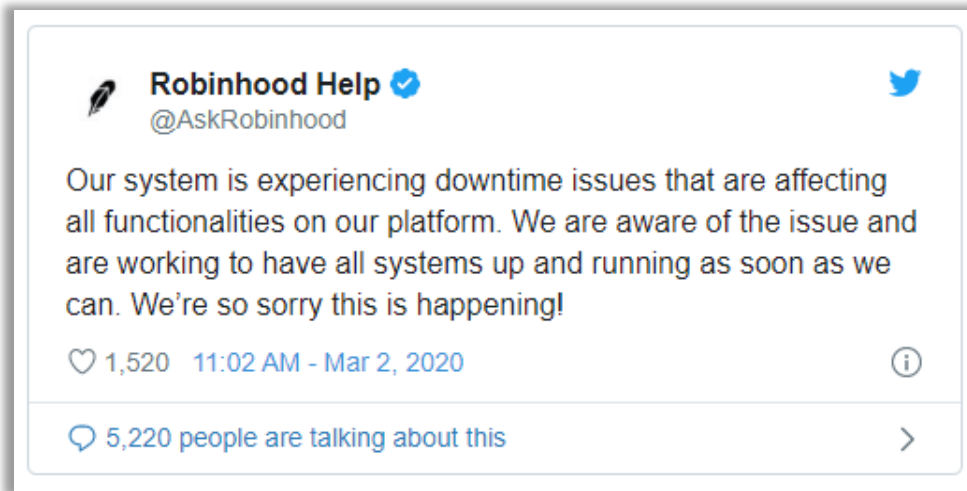 Robinhood Help
@AskRobinhood
Our system is experiencing downtime issues that are affecting
all functionalities on our platform. We are aware of the issue and
are working to have all systems up and running as soon as we
can. We’re so sorry this is happening!
1,520 11:02 AM - Mar 2, 2020
5,220 people are talking about this